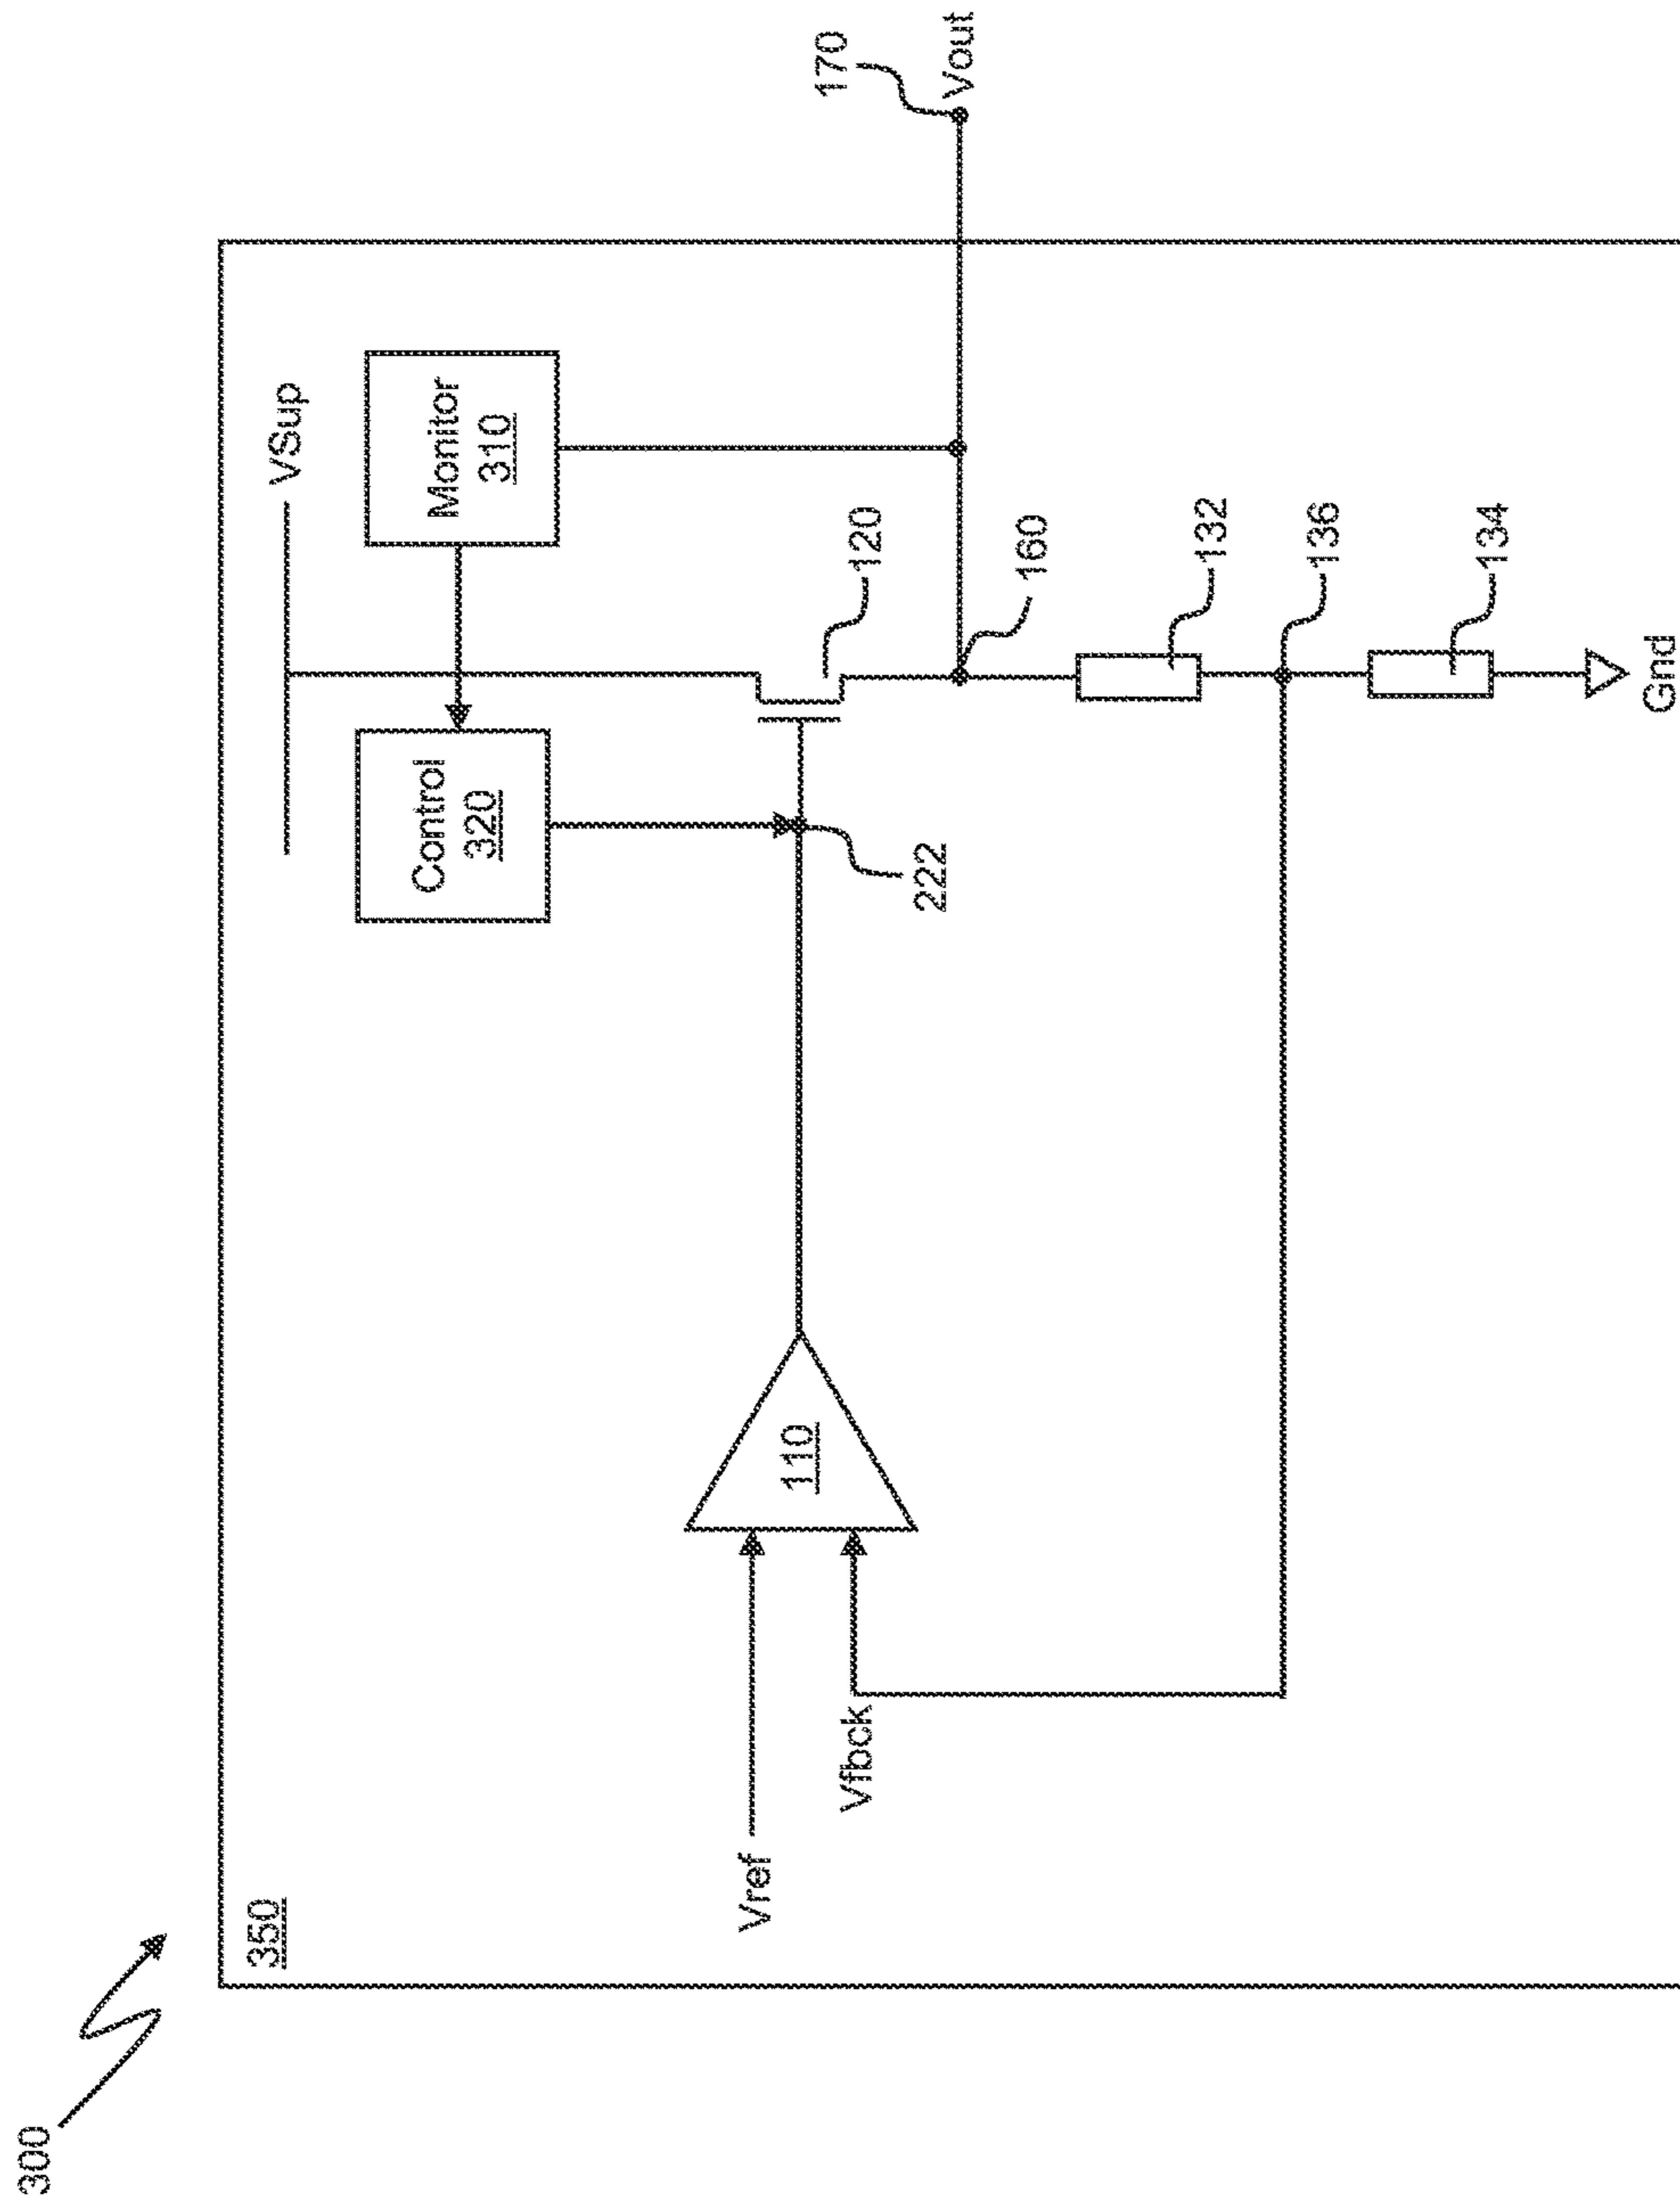 300
350
VSup
Control
320
Monitor
310
Vref
Vfbck
110
222
120
170
Vout
160
132
136
134
Gnd